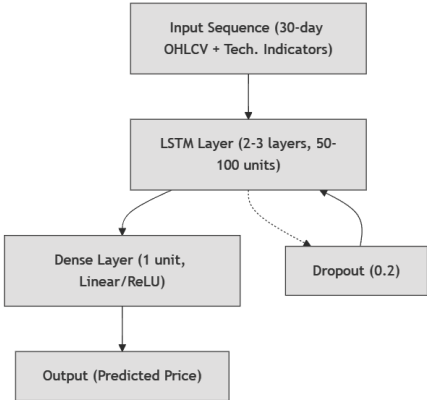 Input Sequence (30-day
OHLCV + Tech. Indicators)
LSTM Layer (2-3 layers, 50-
100 units)
Dense Layer (1 unit,
Linear/ReLU)
Dropout (0.2)
Output (Predicted Price)